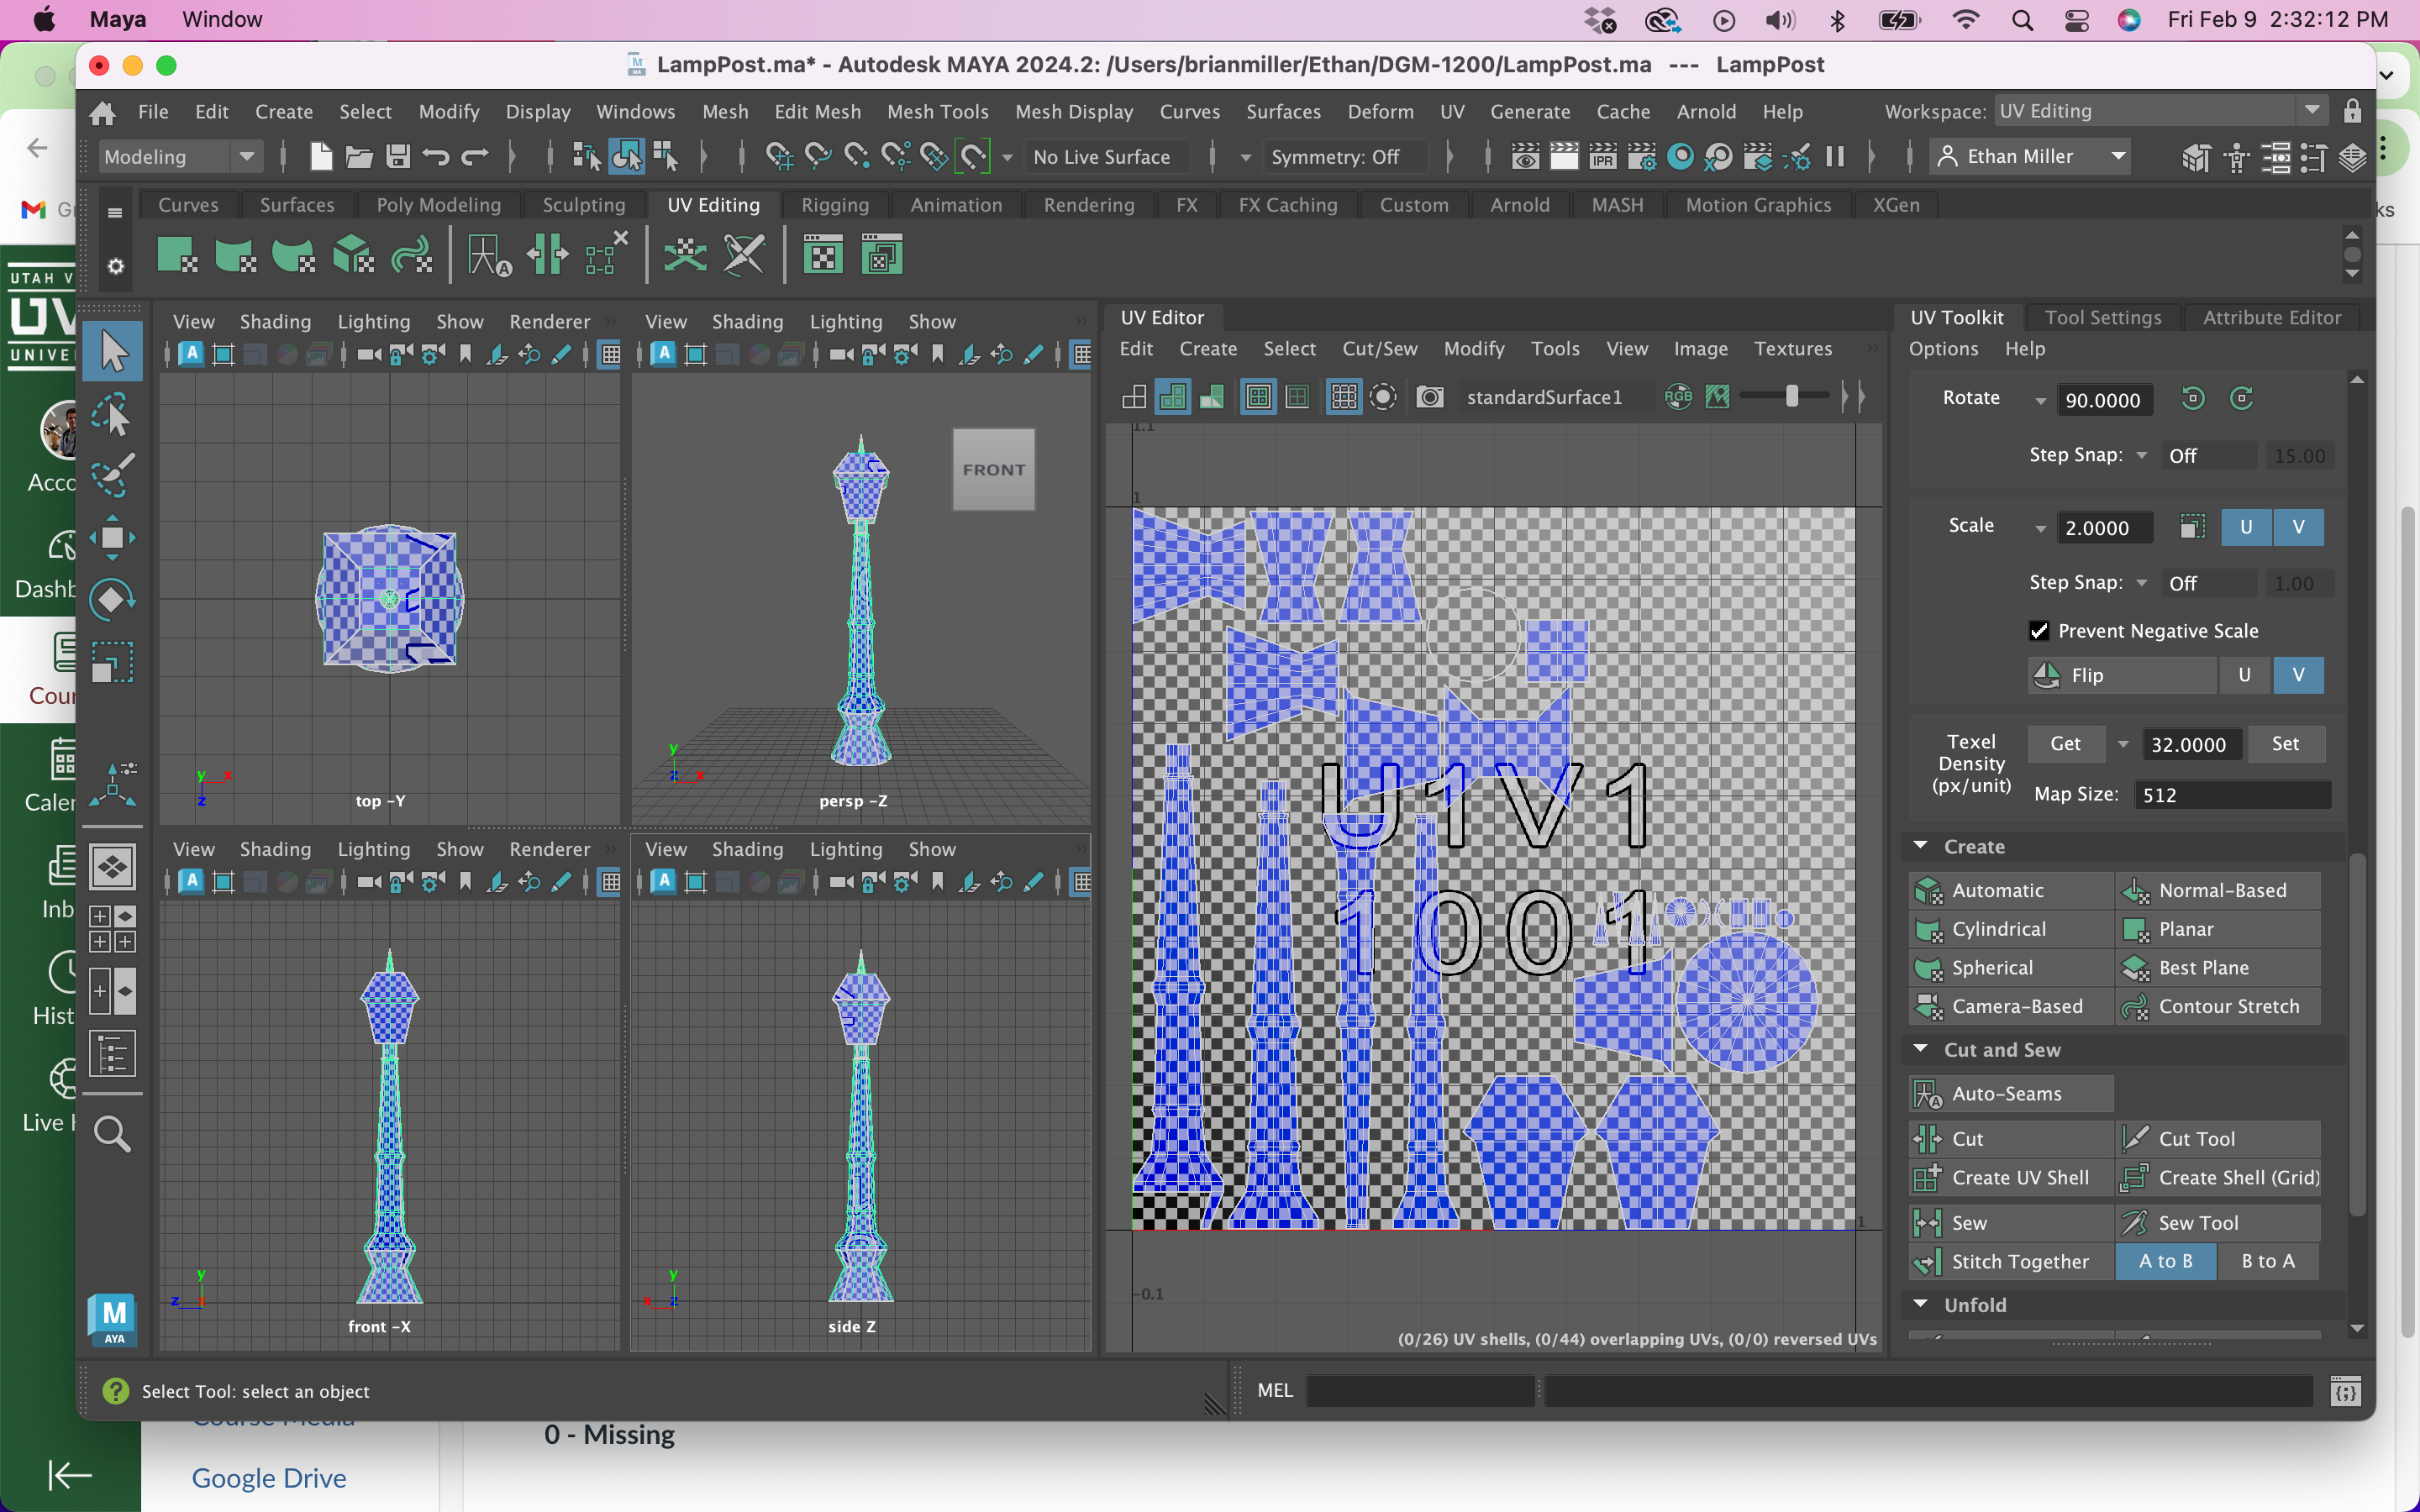 Maya Window Fri Feb 9 2:32:12 PM
LampPost.ma* - Autodesk MAYA 2024.2: /Users/brianmiller/Ethan/DGM-1200/LampPost.ma --- LampPost
File Edit Create Select Modify Display Windows Mesh Edit Mesh Mesh Tools Mesh Display Curves Surfaces Deform UV Generate Cache Arnold Help Workspace: UV Editing
Modeling No Live Surface Symmetry: Off IPR Ethan Miller
Curves Surfaces Poly Modeling Sculpting UV Editing Rigging Animation Rendering FX FX Caching Custom Arnold MASH Motion Graphics XGen
UTAH V
UV
UNIVER
Acco
Dashb
Cour
Caler
Inb
Hist
Live H
View Shading Lighting Show Renderer
top -Y
View Shading Lighting Show
FRONT
persp -Z
View Shading Lighting Show Renderer
front -X
View Shading Lighting Show
side Z
UV Editor
Edit Create Select Cut/Sew Modify Tools View Image Textures
standardSurface1 RGB
1.1
1
U1V1
1001
1
-0.1
(0/26) UV shells, (0/44) overlapping UVs, (0/0) reversed UVs
UV Toolkit Tool Settings Attribute Editor
Options Help
Rotate 90.0000
Step Snap: Off 15.00
Scale 2.0000 U V
Step Snap: Off 1.00
Prevent Negative Scale
Flip U V
Texel Density (px/unit) Get 32.0000 Set
Map Size: 512
Create
Automatic Normal-Based
Cylindrical Planar
Spherical Best Plane
Camera-Based Contour Stretch
Cut and Sew
Auto-Seams
Cut Cut Tool
Create UV Shell Create Shell (Grid)
Sew Sew Tool
Stitch Together A to B B to A
Unfold
M
AYA
Select Tool: select an object
MEL
Course Media
0 - Missing
Google Drive